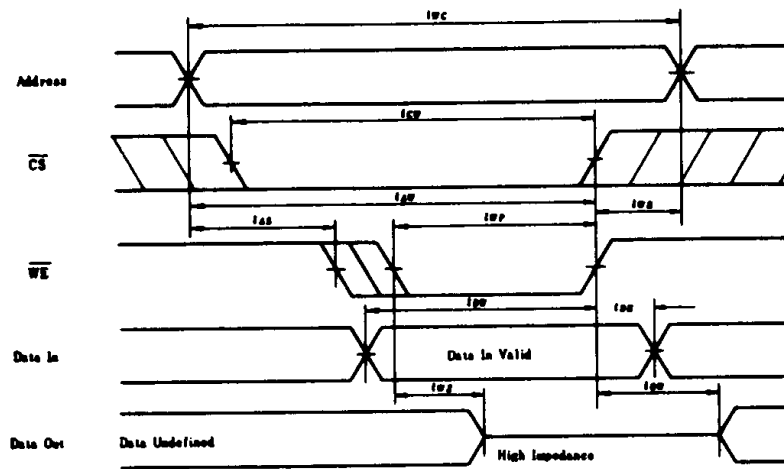 tWC
Address
tCW
CS
tAW
tAS
tWP
tWR
WE
tDW
tDH
Data In
Data In Valid
tWZ
tOW
Data Out
Data Undefined
High Impedance